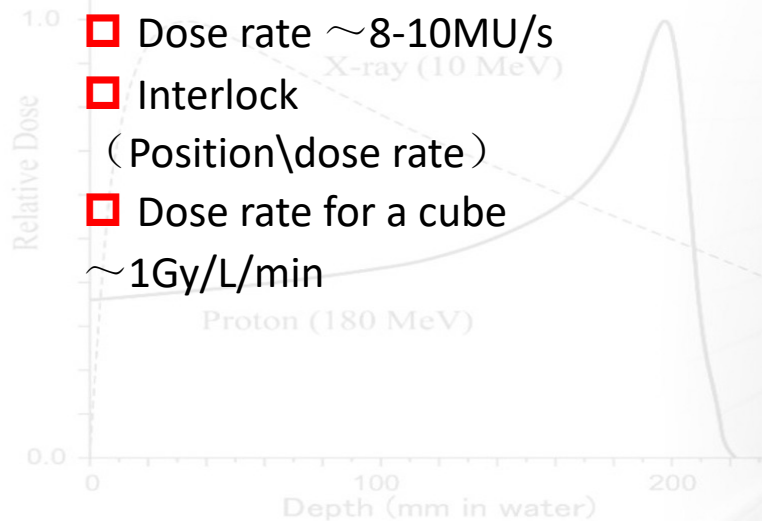 1.0
Dose rate ~8-10MU/s
X-ray (10 MeV)
Interlock
（Position\dose rate）
Dose rate for a cube
~1Gy/L/min
Relative Dose
Proton (180 MeV)
0.0
0 100 200
Depth (mm in water)